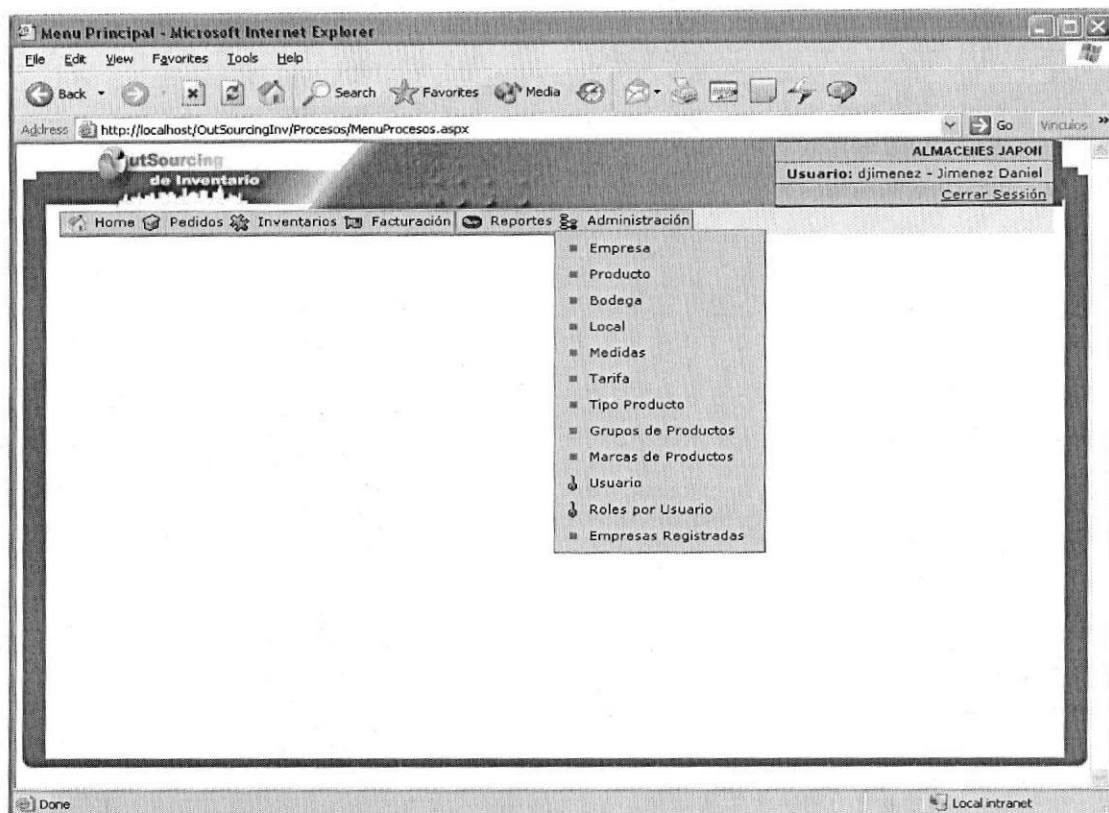 Menu Principal - Microsoft Internet Explorer
File Edit View Favorites Tools Help
Back Search Favorites Media
Address http://localhost/OutSourcingInv/Procesos/MenuProcesos.aspx Go Vinculos »
utSourcing
de Inventario
ALMACENES JAPON
Usuario: djimenez - Jimenez Daniel
Cerrar Sessión
Home Pedidos Inventarios Facturación Reportes Administración
Empresa
Producto
Bodega
Local
Medidas
Tarifa
Tipo Producto
Grupos de Productos
Marcas de Productos
Usuario
Roles por Usuario
Empresas Registradas
Done Local intranet